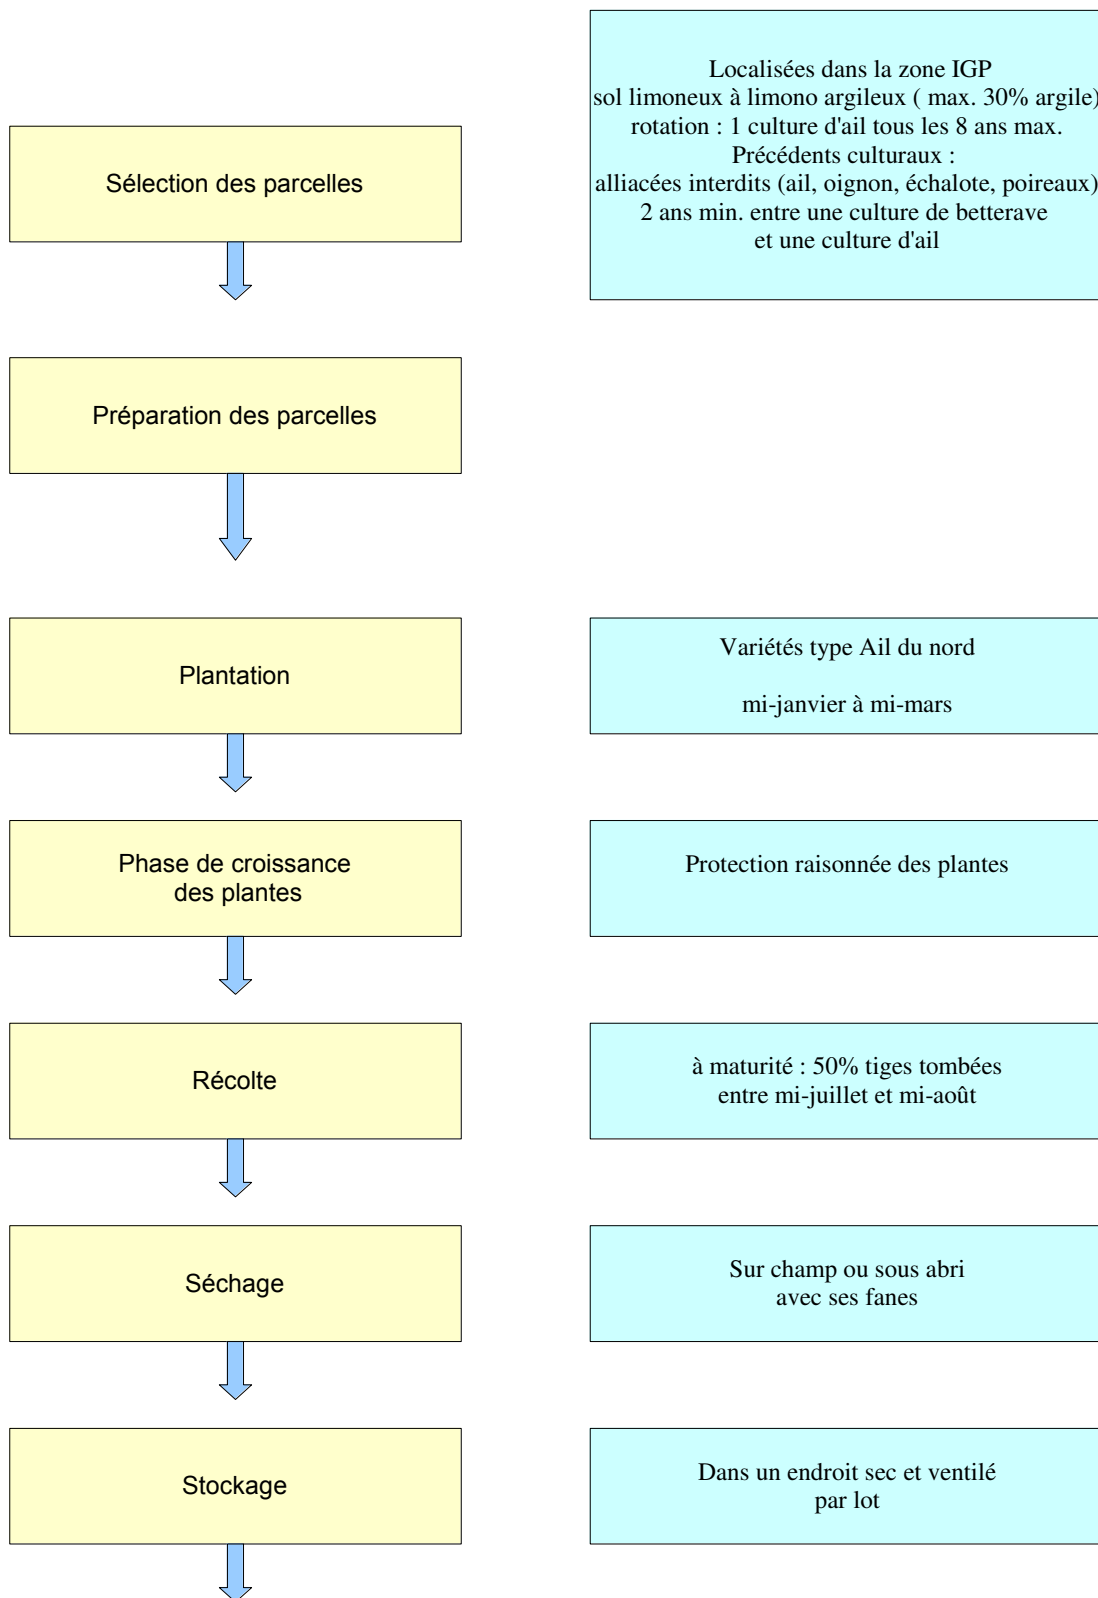 Localisées dans la zone IGP
sol limoneux à limono argileux ( max. 30% argile)
rotation : 1 culture d'ail tous les 8 ans max.
Précédents culturaux :
alliacées interdits (ail, oignon, échalote, poireaux)
2 ans min. entre une culture de betterave
et une culture d'ail
Sélection des parcelles
Préparation des parcelles
Plantation
Variétés type Ail du nord
mi-janvier à mi-mars
Phase de croissance
des plantes
Protection raisonnée des plantes
Récolte
à maturité : 50% tiges tombées
entre mi-juillet et mi-août
Séchage
Sur champ ou sous abri
avec ses fanes
Stockage
Dans un endroit sec et ventilé
par lot